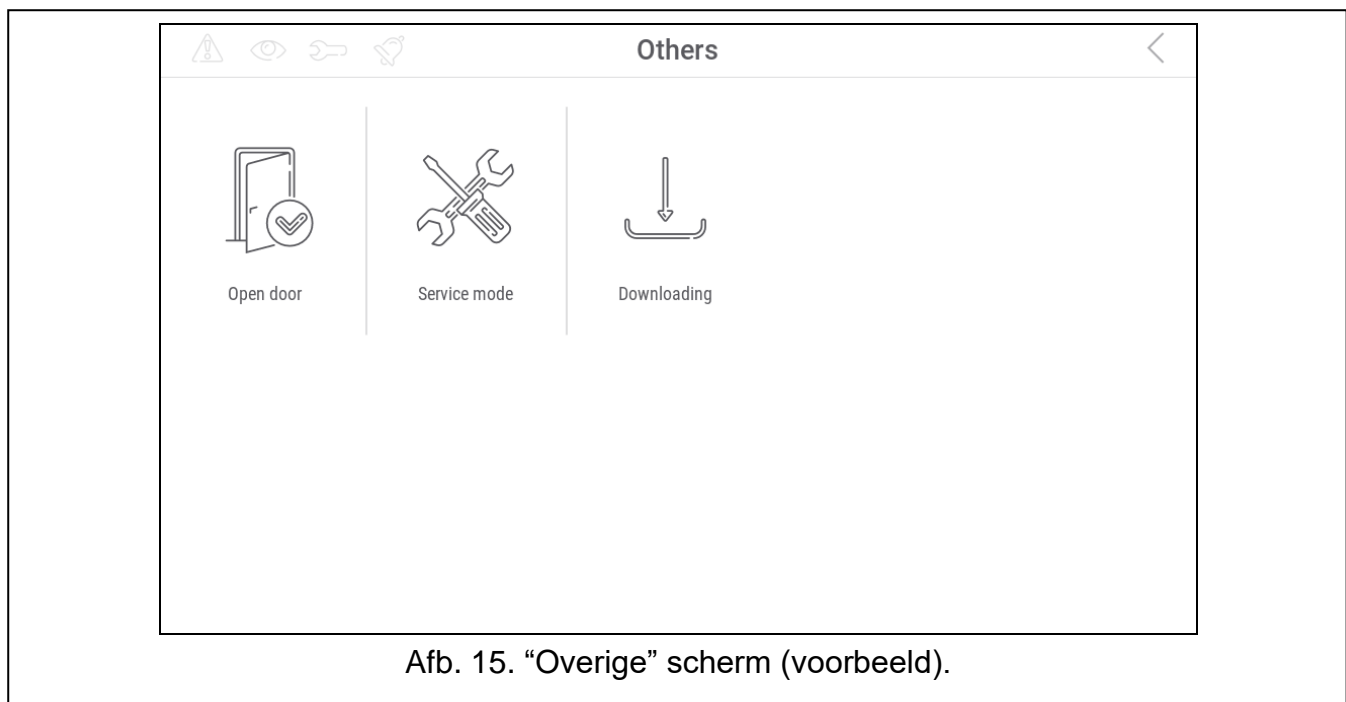 Others
Open door
Service mode
Downloading
Afb. 15. “Overige” scherm (voorbeeld).